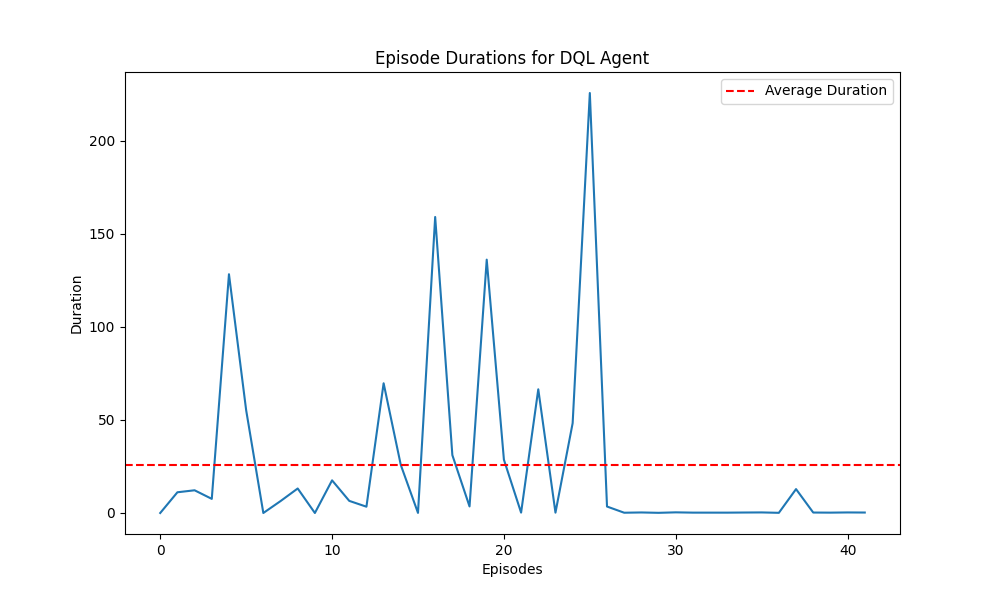 Episode Durations for DQL Agent
Average Duration
200
150
100
50
0
Duration
0 10 20 30 40
Episodes